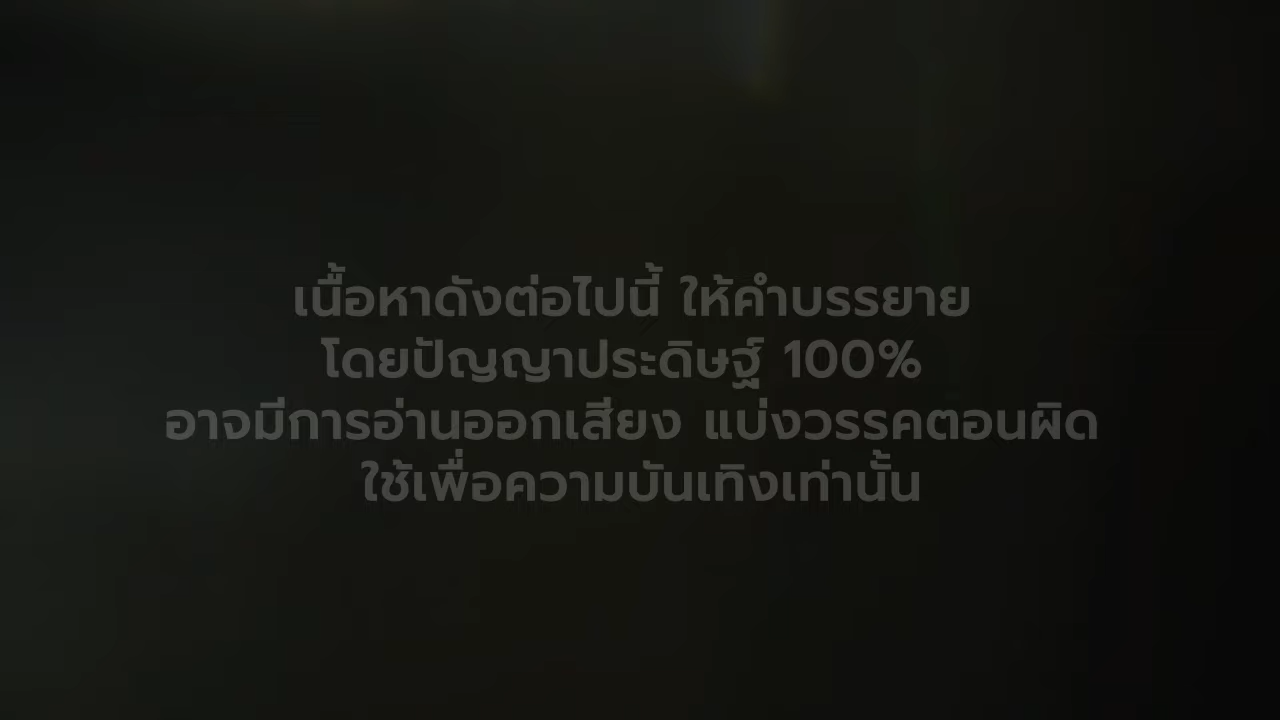 เนื้อหาดังต่อไปนี้ ให้คำบรรยาย
โดยปัญญาประดิษฐ์ 100%
อาจมีการอ่านออกเสียง แบ่งวรรคตอนผิด
ใช้เพื่อความบันเทิงเท่านั้น